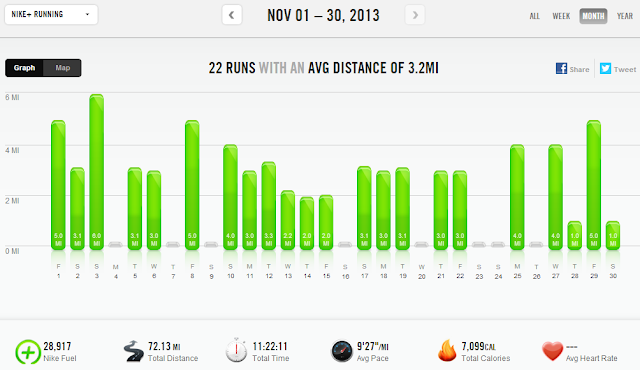 NIKE+ RUNNING
NOV 01 – 30, 2013
ALL WEEK MONTH YEAR
Graph Map
22 RUNS WITH AN AVG DISTANCE OF 3.2MI
Share Tweet
6 MI
4 MI
2 MI
0 MI
5.0 3.1 6.0 3.1 3.0 5.0 4.0 3.0 3.3 2.2 2.0 2.0 3.1 3.0 3.1 3.0 3.0 4.0 4.0 1.0 5.0 1.0
MI MI MI MI MI MI MI MI MI MI MI MI MI MI MI MI MI MI MI MI MI MI
F S S M T W T F S S M T W T F S S M T W T F S S M T W T F S
1 2 3 4 5 6 7 8 9 10 11 12 13 14 15 16 17 18 19 20 21 22 23 24 25 26 27 28 29 30
28,917 72.13 MI 11:22:11 9'27"/MI 7,099CAL ---
Nike Fuel Total Distance Total Time Avg Pace Total Calories Avg Heart Rate